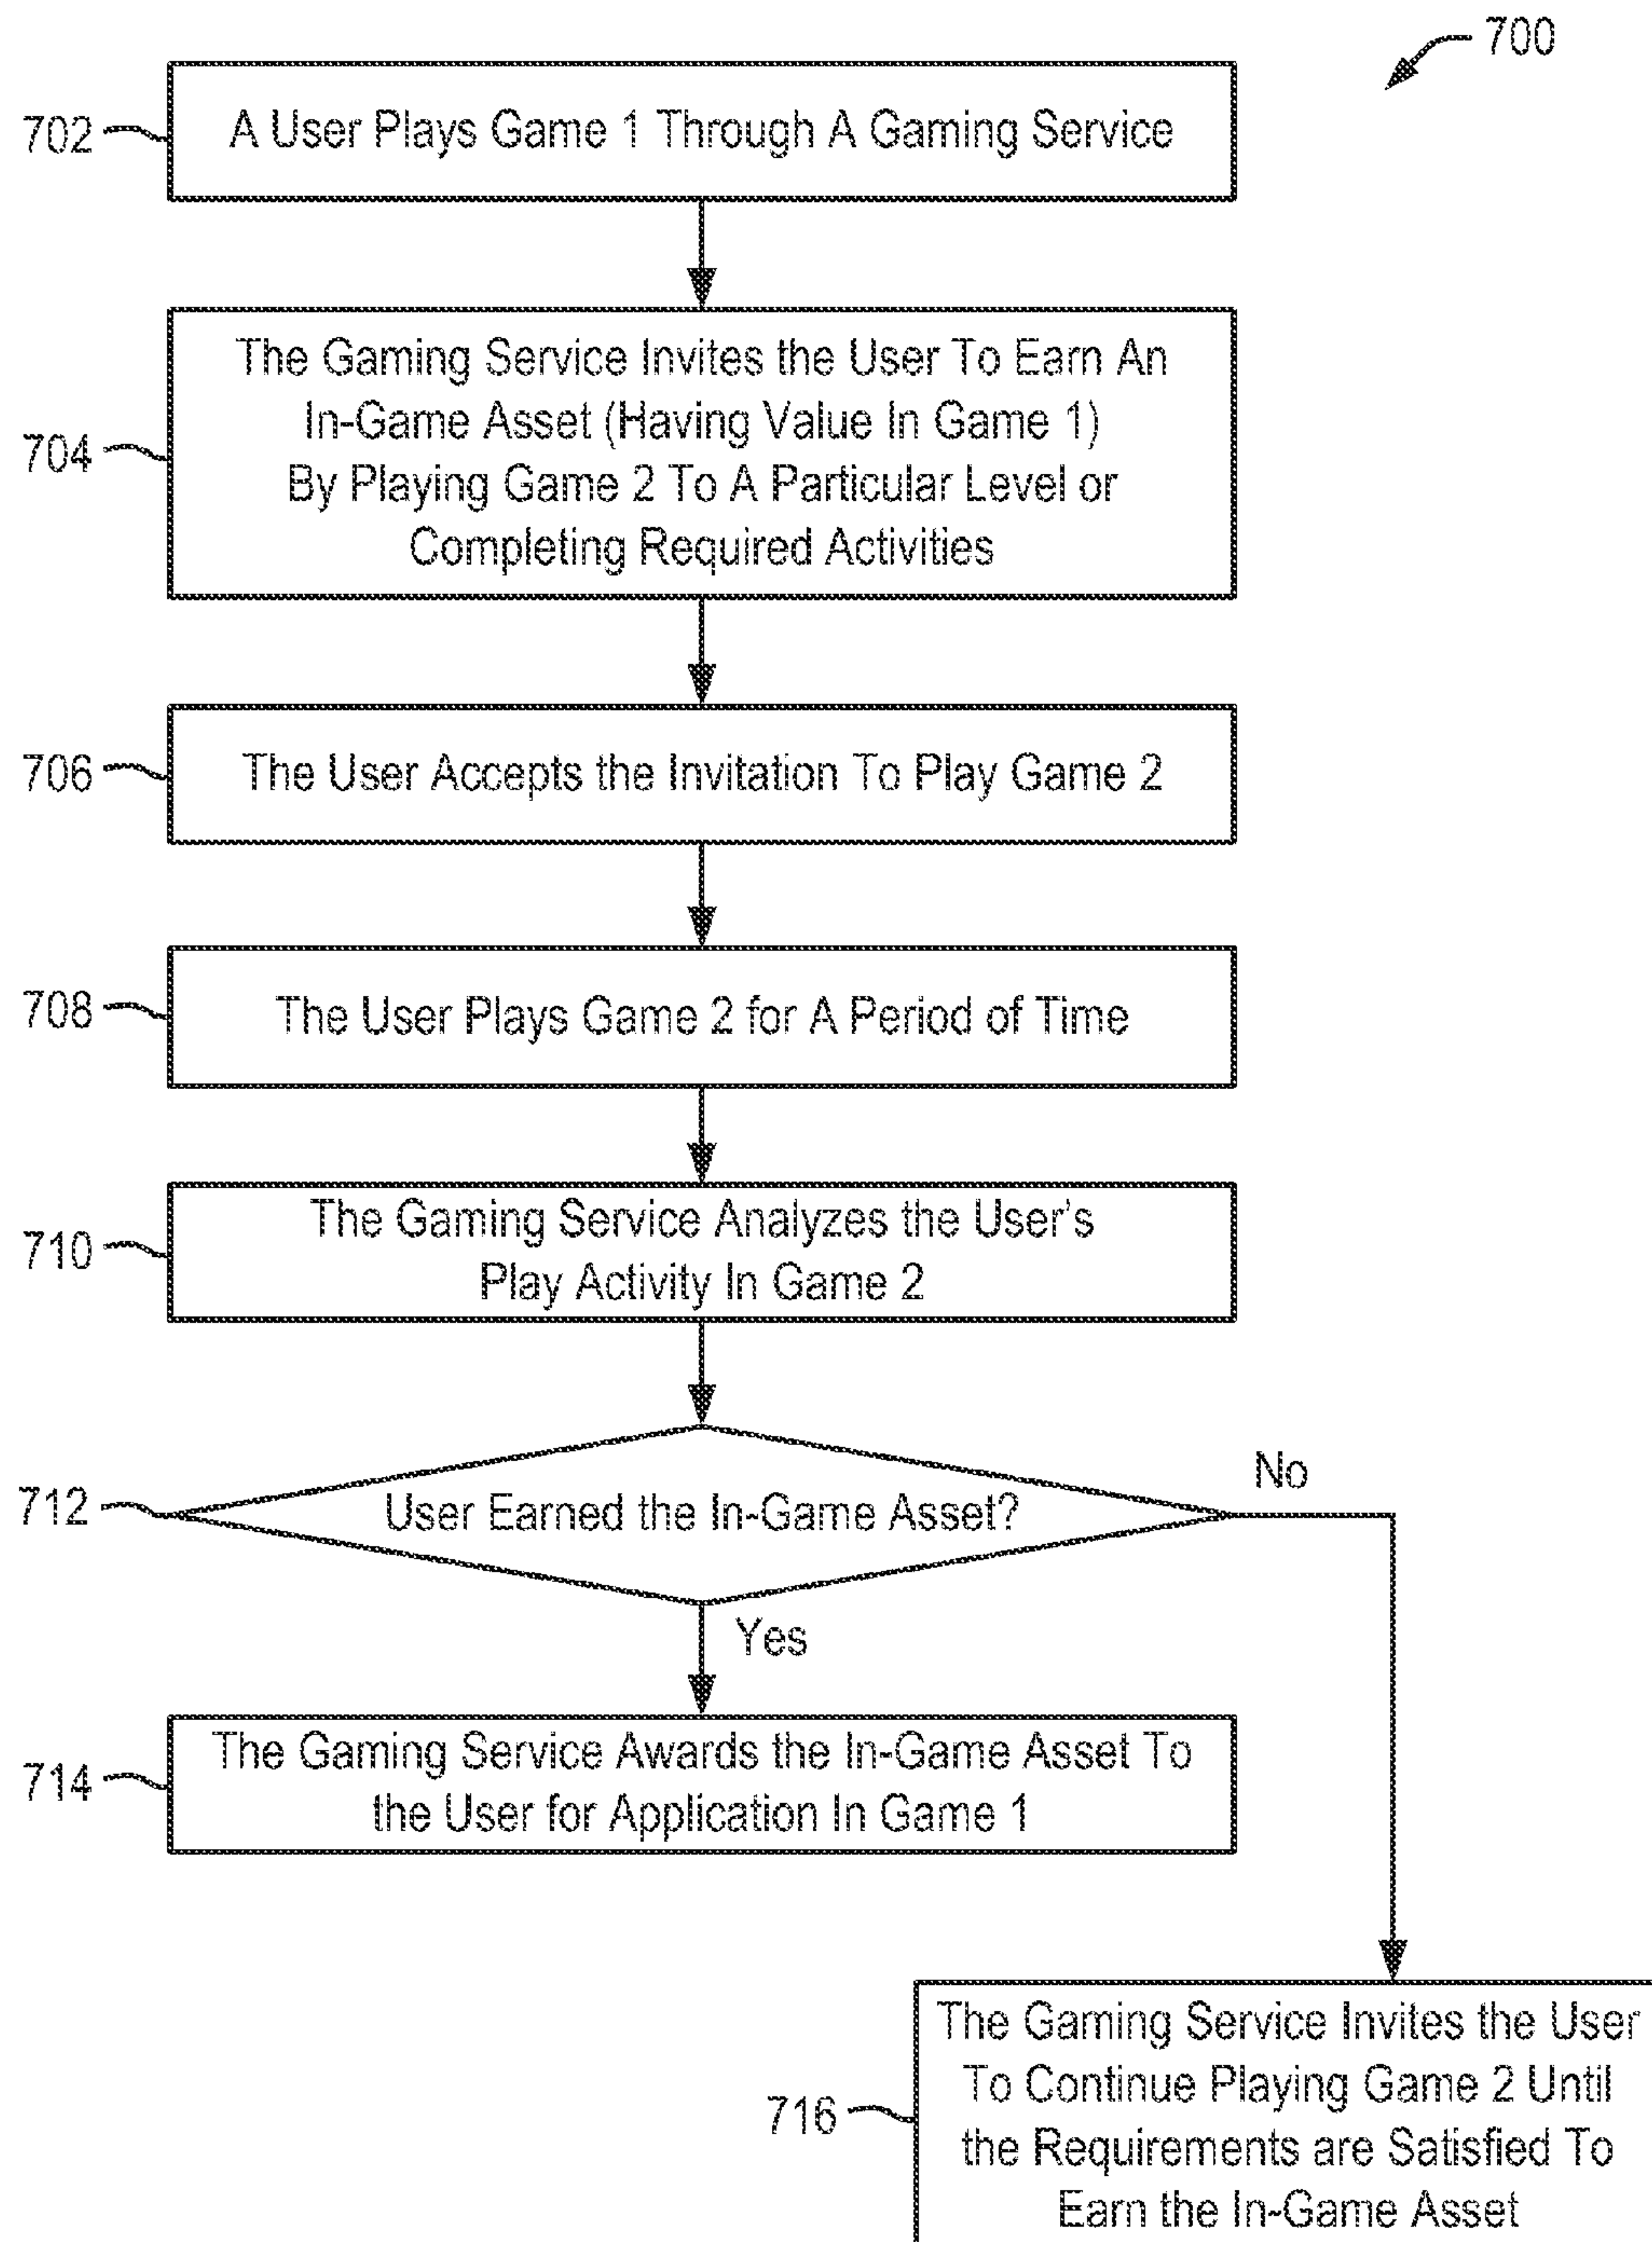 700
702
A User Plays Game 1 Through A Gaming Service
704
The Gaming Service Invites the User To Earn An
In-Game Asset (Having Value In Game 1)
By Playing Game 2 To A Particular Level or
Completing Required Activities
706
The User Accepts the Invitation To Play Game 2
708
The User Plays Game 2 for A Period of Time
710
The Gaming Service Analyzes the User's
Play Activity In Game 2
712
User Earned the In-Game Asset?
No
Yes
714
The Gaming Service Awards the In-Game Asset To
the User for Application In Game 1
716
The Gaming Service Invites the User
To Continue Playing Game 2 Until
the Requirements are Satisfied To
Earn the In-Game Asset